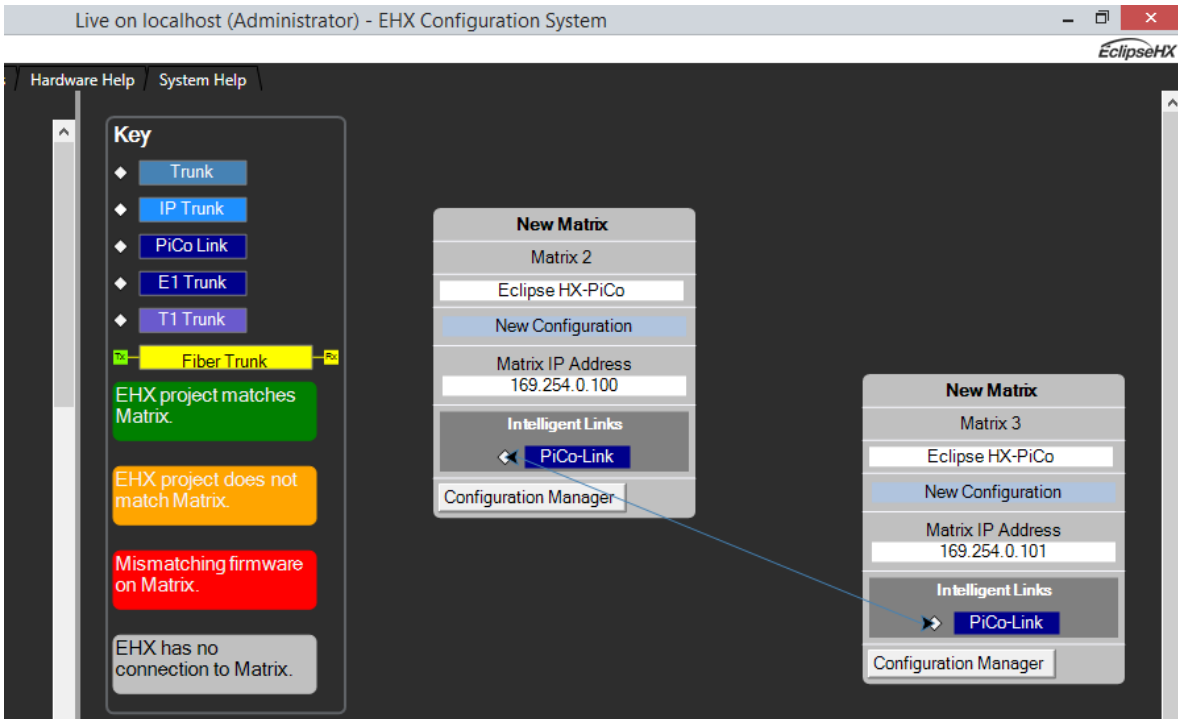 Live on localhost (Administrator) - EHX Configuration System
EclipseHX
Hardware Help
System Help
Key
Trunk
IP Trunk
PiCo Link
E1 Trunk
T1 Trunk
Tx
Fiber Trunk
Rx
EHX project matches
Matrix.
EHX project does not
match Matrix.
Mismatching firmware
on Matrix.
EHX has no
connection to Matrix.
New Matrix
Matrix 2
Eclipse HX-PiCo
New Configuration
Matrix IP Address
169.254.0.100
Intelligent Links
PiCo-Link
Configuration Manager
New Matrix
Matrix 3
Eclipse HX-PiCo
New Configuration
Matrix IP Address
169.254.0.101
Intelligent Links
PiCo-Link
Configuration Manager